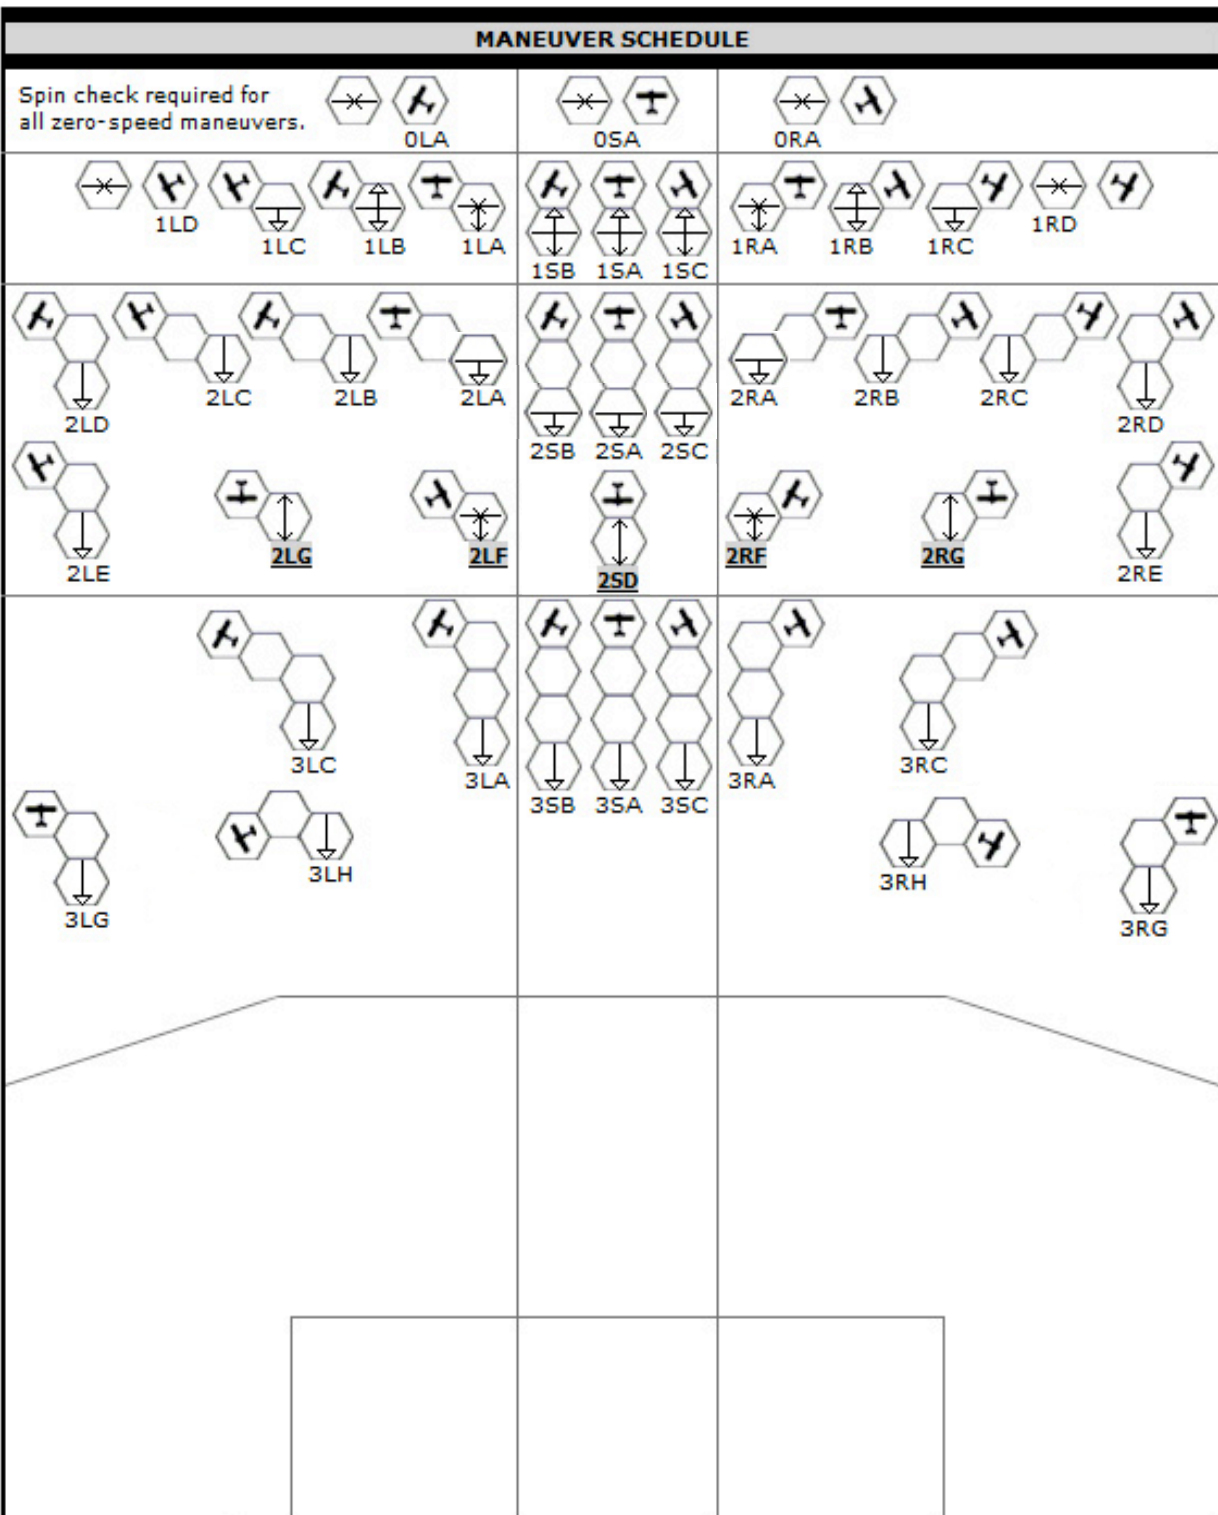 MANEUVER SCHEDULE
Spin check required for
all zero-speed maneuvers.
0LA
0SA
0RA
1LD
1LC
1LB
1LA
1SB 1SA 1SC
1RA
1RB
1RC
1RD
2LD
2LC
2LB
2LA
2SB 2SA 2SC
2RA
2RB
2RC
2RD
2LE
2LG
2LF
2SD
2RF
2RG
2RE
3LC
3LA
3SB 3SA 3SC
3RA
3RC
3LG
3LH
3RH
3RG